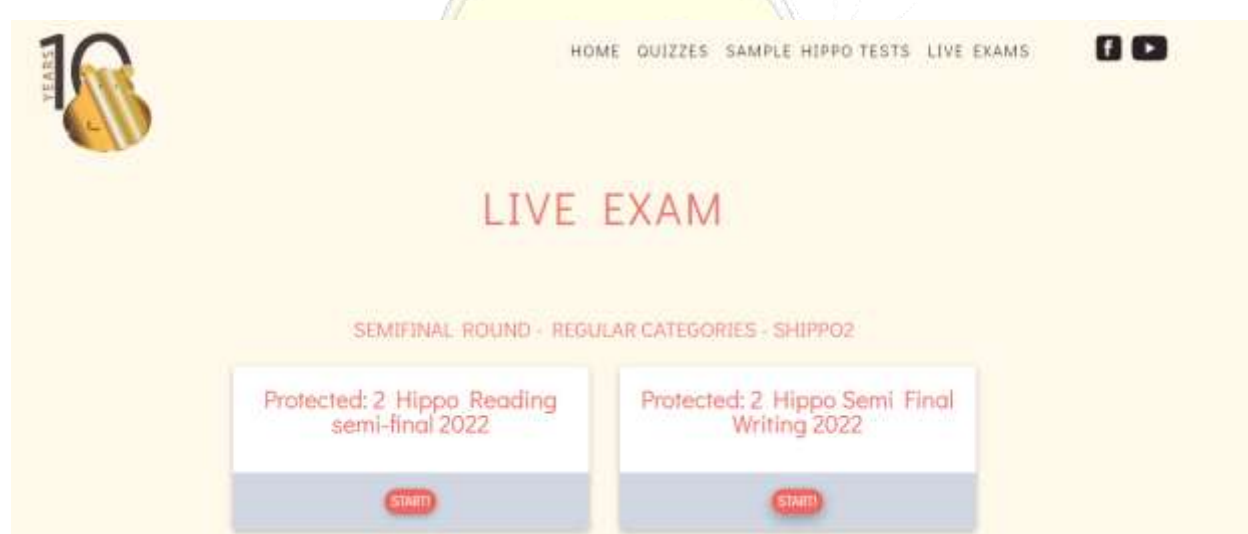 10
YEARS
HOME QUIZZES SAMPLE HIPPO TESTS LIVE EXAMS
LIVE EXAM
SEMIFINAL ROUND - REGULAR CATEGORIES - SHIPPO2
Protected: 2 Hippo Reading
semi-final 2022
START!
Protected: 2 Hippo Semi Final
Writing 2022
START!